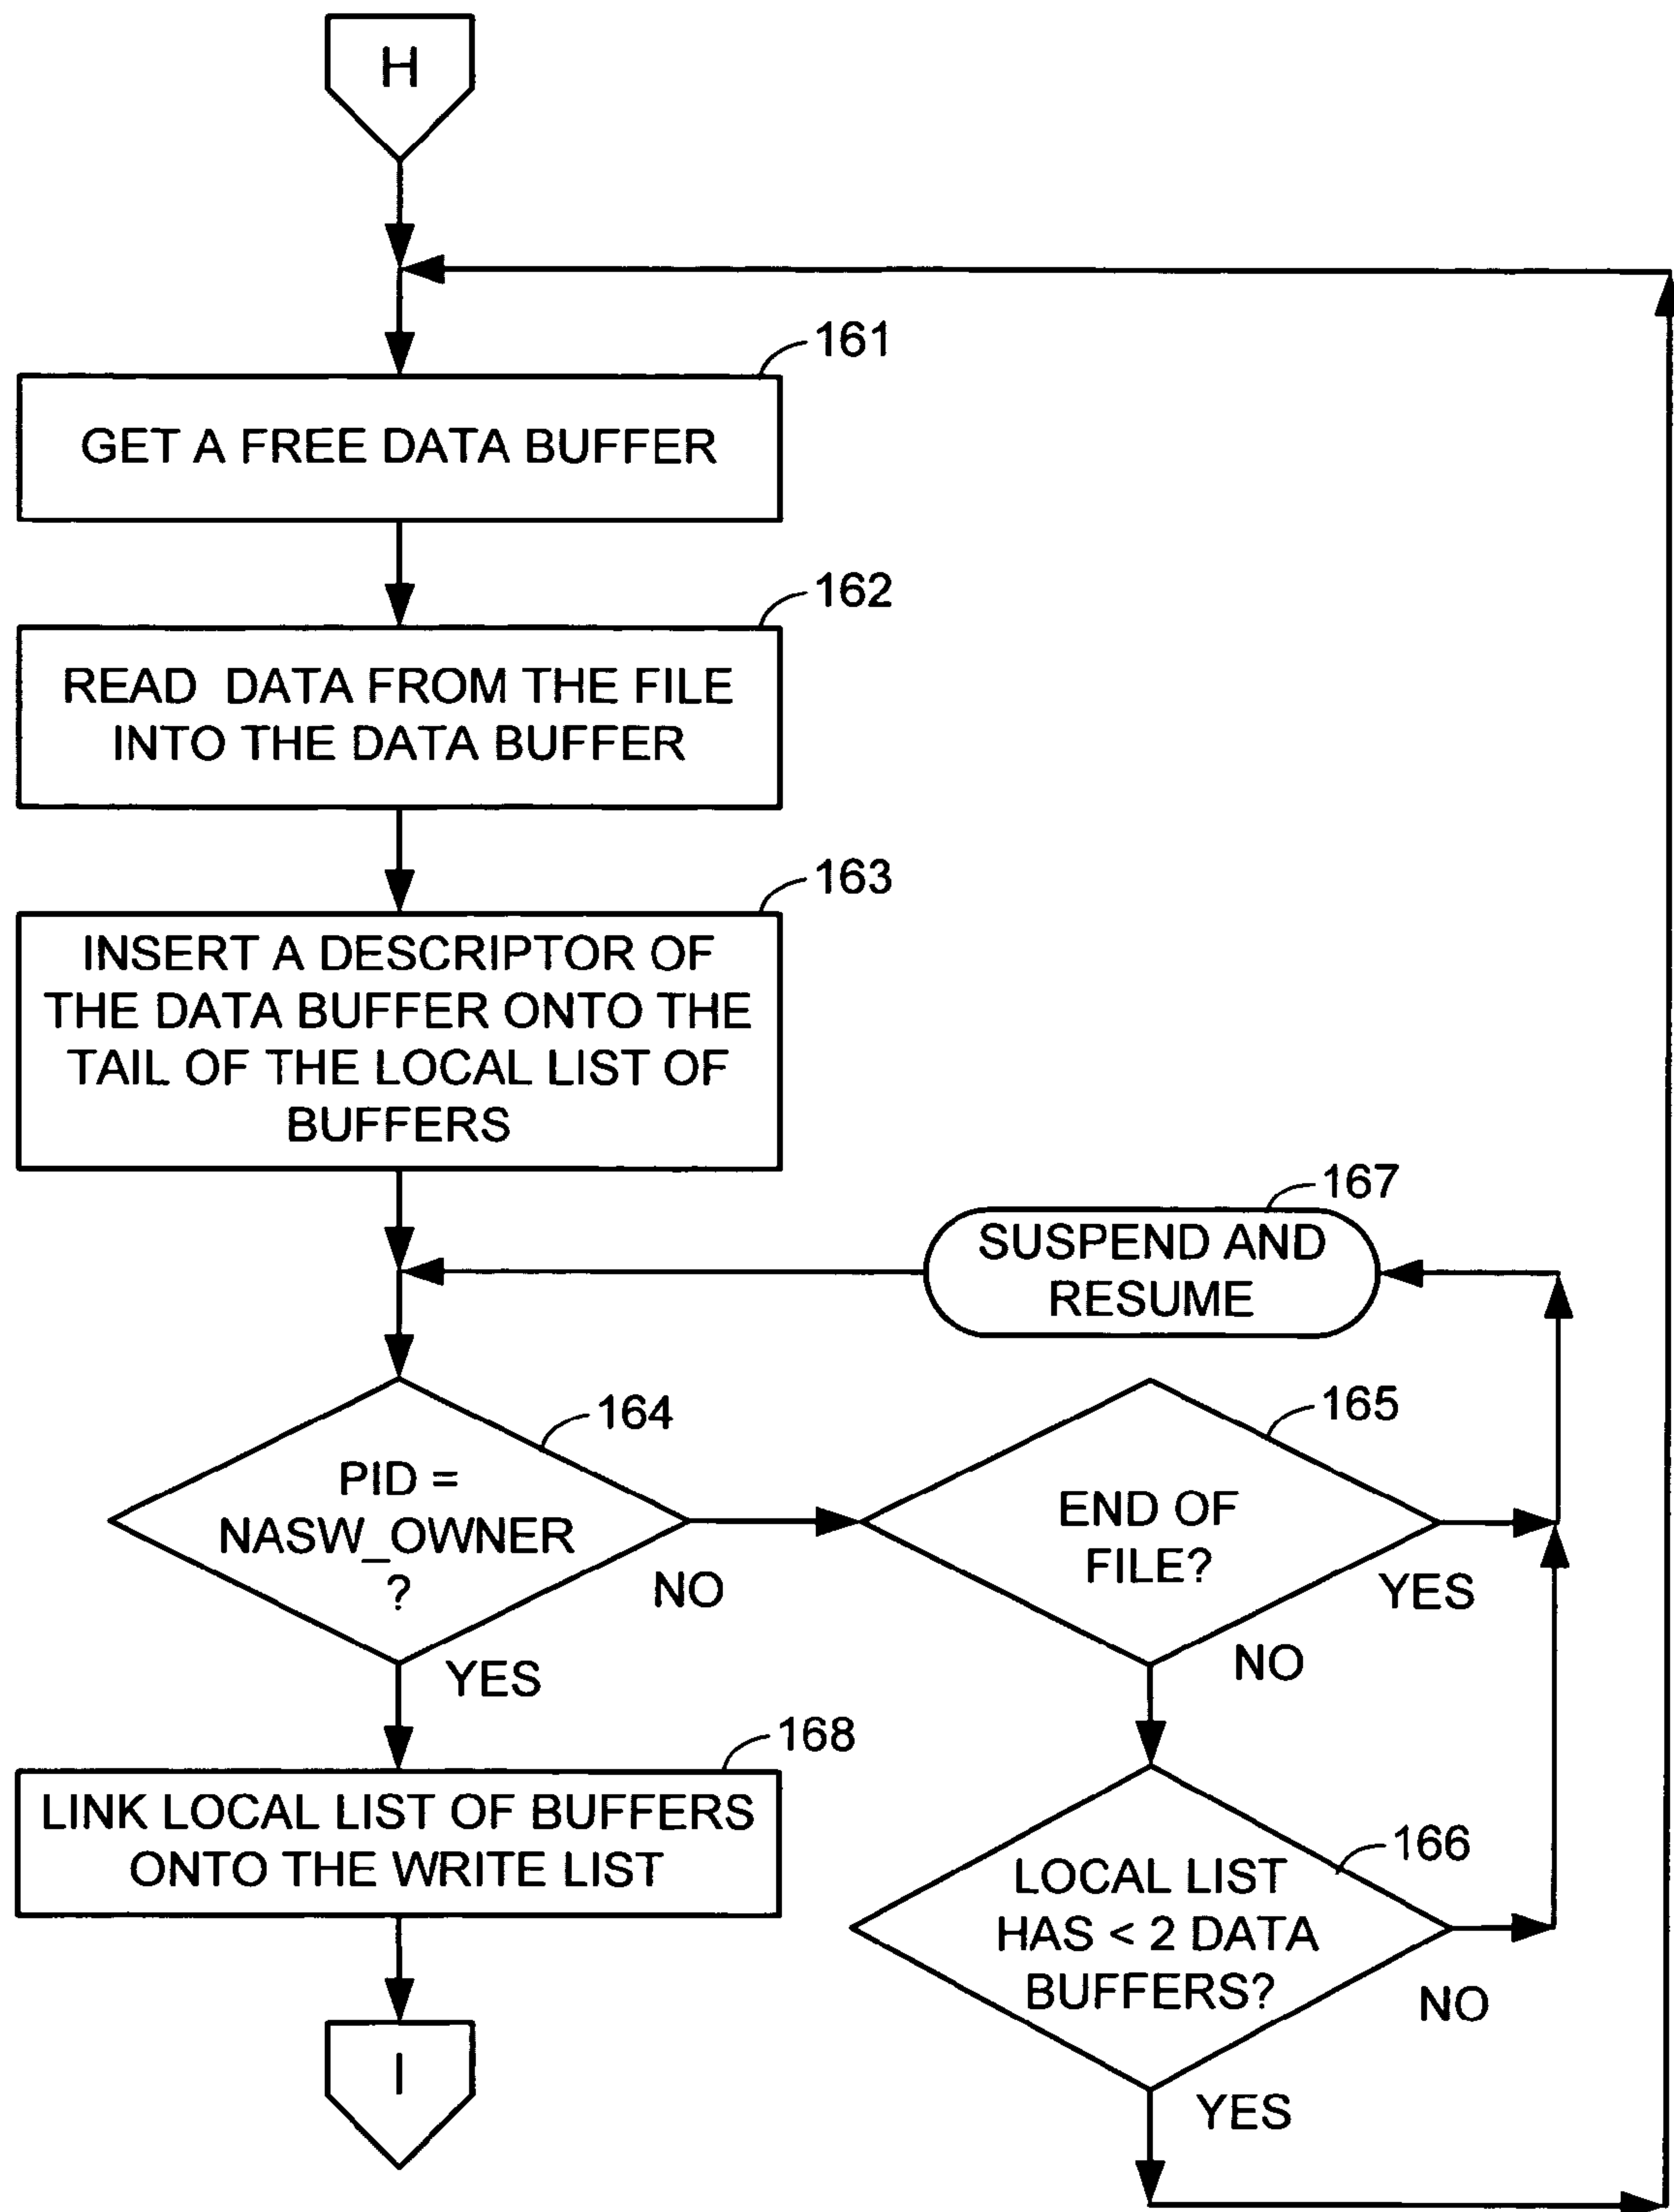 H
161
GET A FREE DATA BUFFER
162
READ DATA FROM THE FILE
INTO THE DATA BUFFER
163
INSERT A DESCRIPTOR OF
THE DATA BUFFER ONTO THE
TAIL OF THE LOCAL LIST OF
BUFFERS
167
SUSPEND AND
RESUME
164
PID =
NASW_OWNER
?
NO
YES
165
END OF
FILE?
YES
NO
168
LINK LOCAL LIST OF BUFFERS
ONTO THE WRITE LIST
166
LOCAL LIST
HAS < 2 DATA
BUFFERS?
NO
YES
I